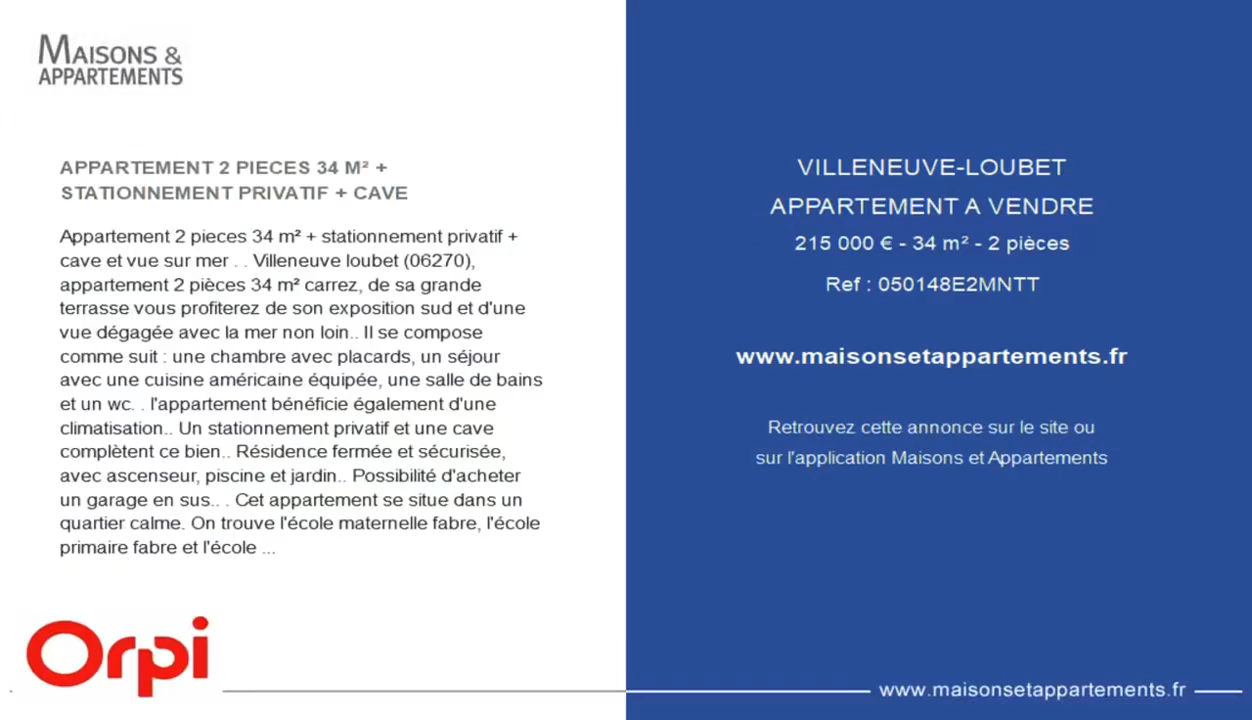 MAISONS &
APPARTEMENTS
APPARTEMENT 2 PIECES 34 M² +
STATIONNEMENT PRIVATIF + CAVE
Appartement 2 pieces 34 m² + stationnement privatif +
cave et vue sur mer . . Villeneuve loubet (06270),
appartement 2 pièces 34 m² carrez, de sa grande
terrasse vous profiterez de son exposition sud et d'une
vue dégagée avec la mer non loin.. Il se compose
comme suit : une chambre avec placards, un séjour
avec une cuisine américaine équipée, une salle de bains
et un wc. . l'appartement bénéficie également d'une
climatisation.. Un stationnement privatif et une cave
complètent ce bien.. Résidence fermée et sécurisée,
avec ascenseur, piscine et jardin.. Possibilité d'acheter
un garage en sus.. . Cet appartement se situe dans un
quartier calme. On trouve l'école maternelle fabre, l'école
primaire fabre et l'école ...
Orpi
VILLENEUVE-LOUBET
APPARTEMENT A VENDRE
215 000 € - 34 m² - 2 pièces
Ref : 050148E2MNTT
www.maisonsetappartements.fr
Retrouvez cette annonce sur le site ou
sur l'application Maisons et Appartements
www.maisonsetappartements.fr